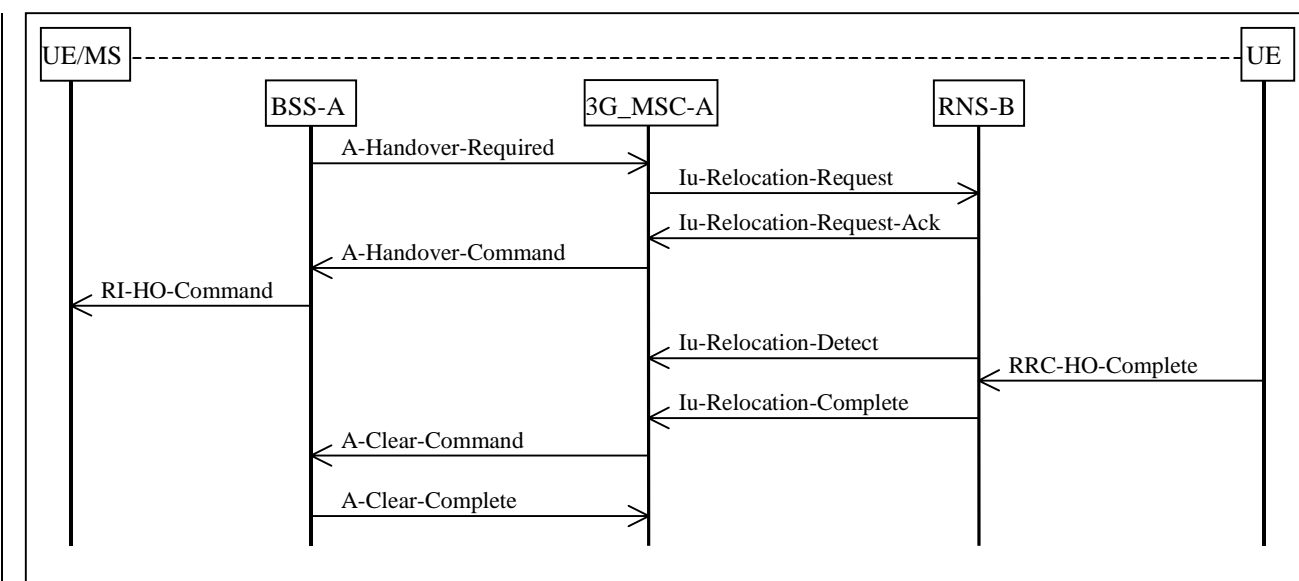 UE/MS
UE
BSS-A
3G_MSC-A
RNS-B
A-Handover-Required
Iu-Relocation-Request
Iu-Relocation-Request-Ack
A-Handover-Command
RI-HO-Command
Iu-Relocation-Detect
RRC-HO-Complete
Iu-Relocation-Complete
A-Clear-Command
A-Clear-Complete